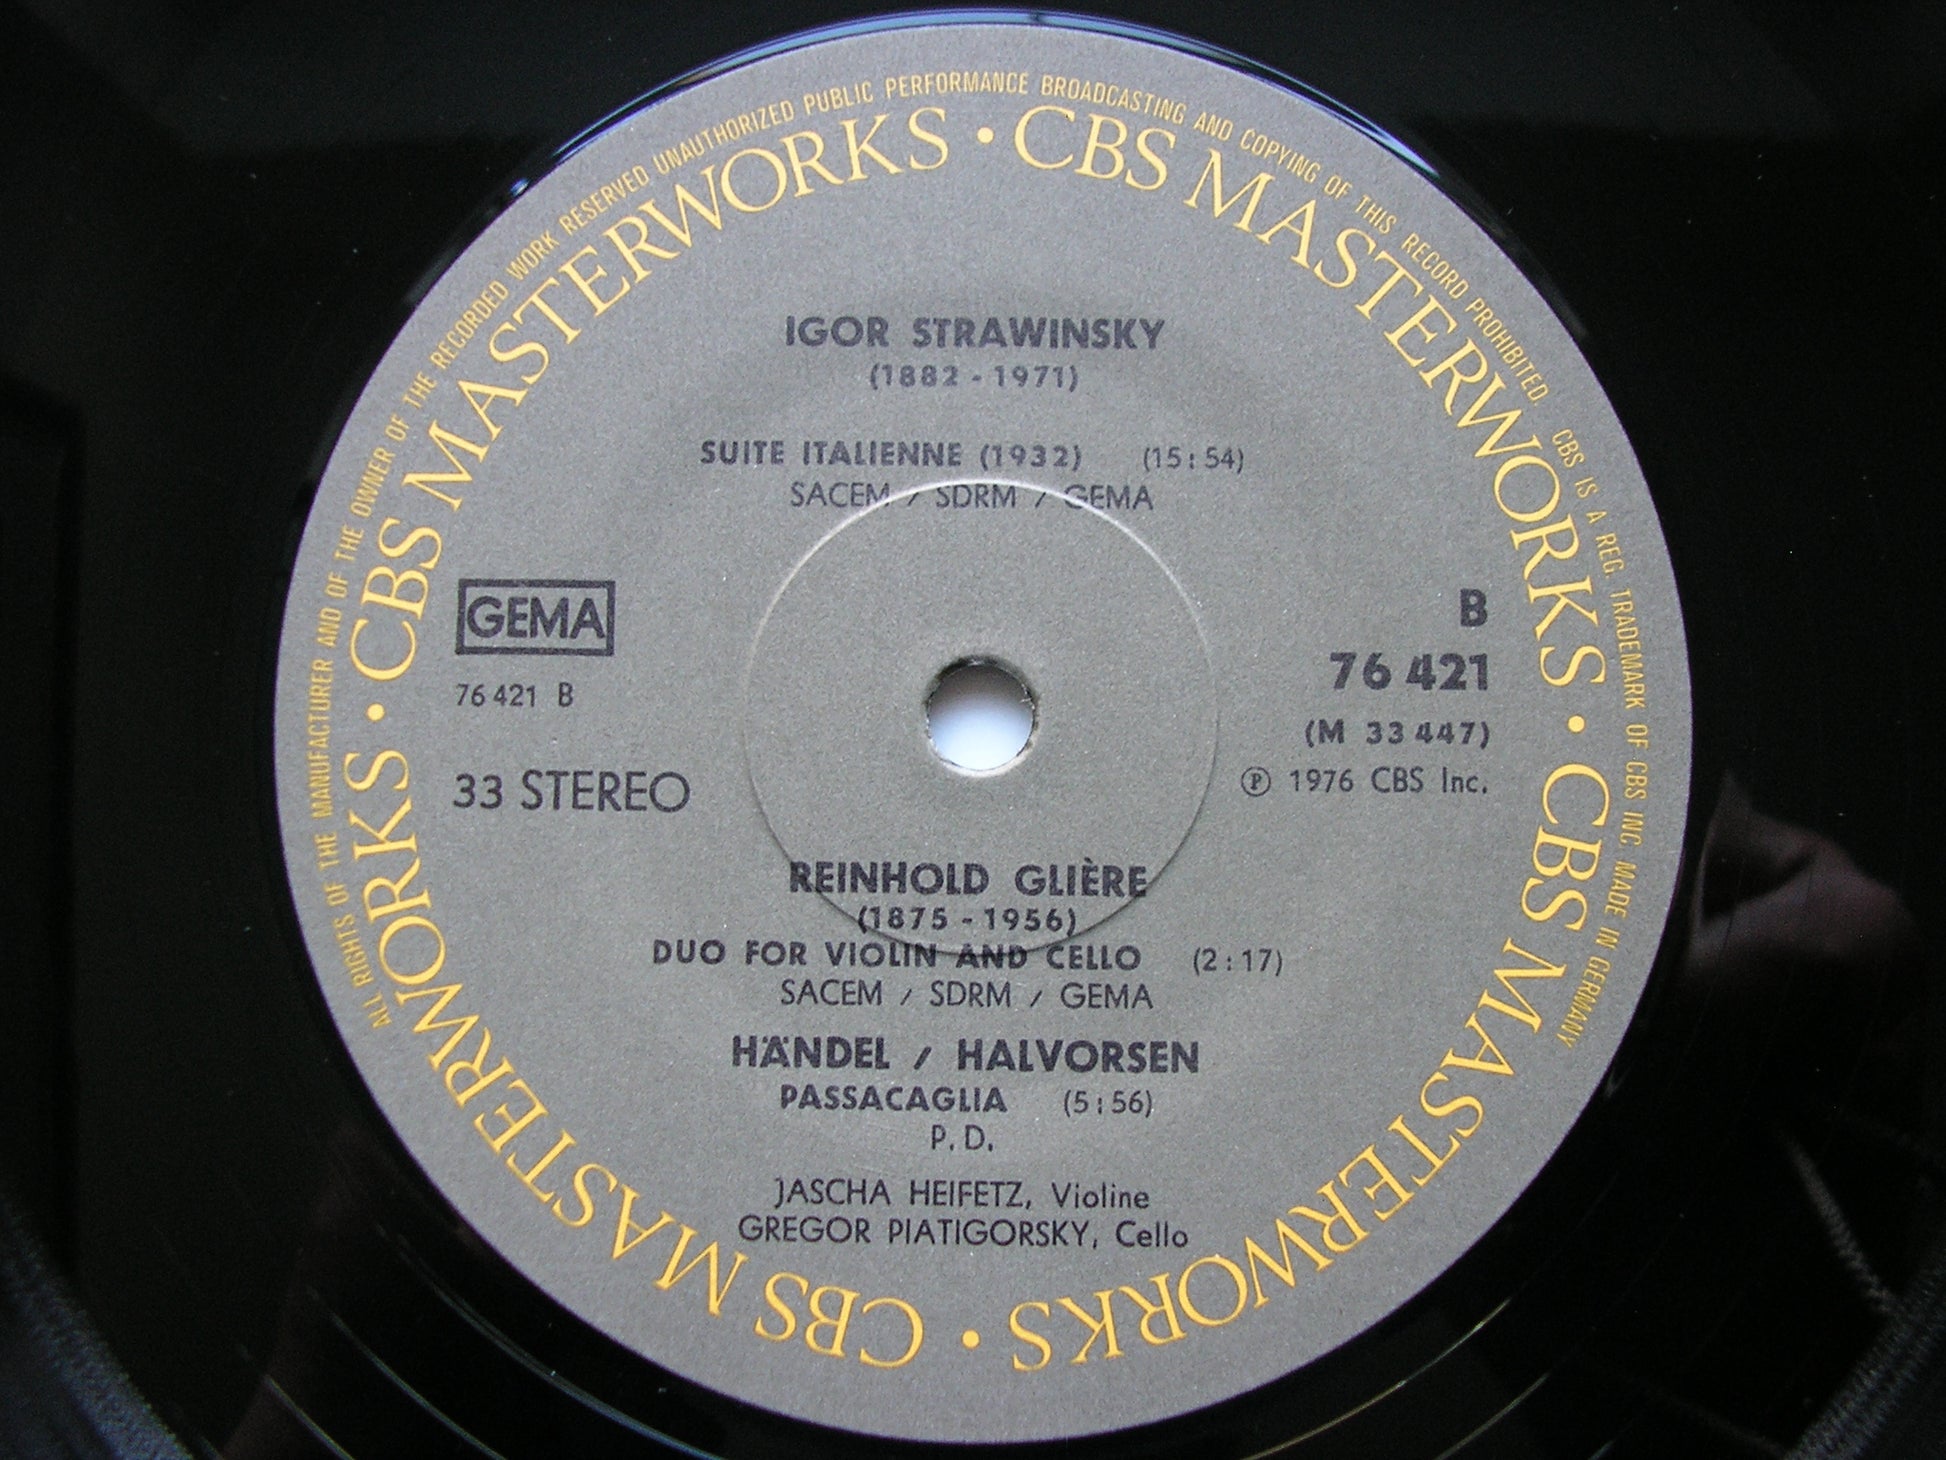 ALL RIGHTS OF THE MANUFACTURER AND OF THE OWNER OF THE RECORDED WORK RESERVED UNAUTHORIZED PUBLIC PERFORMANCE BROADCASTING AND COPYING OF THIS RECORD PROHIBITED. CBS IS A REG. TRADEMARK OF CBS INC. MADE IN GERMANY
CBS MASTERWORKS • CBS MASTERWORKS • CBS MASTERWORKS • CBS MASTERWORKS •
IGOR STRAWINSKY
(1882 - 1971)
SUITE ITALIENNE (1932) (15:54)
SACEM / SDRM / GEMA
GEMA
76 421 B
33 STEREO
B
76 421
(M 33 447)
Ⓟ 1976 CBS Inc.
REINHOLD GLIÈRE
(1875 - 1956)
DUO FOR VIOLIN AND CELLO (2:17)
SACEM / SDRM / GEMA
HÄNDEL / HALVORSEN
PASSACAGLIA (5:56)
P. D.
JASCHA HEIFETZ, Violine
GREGOR PIATIGORSKY, Cello